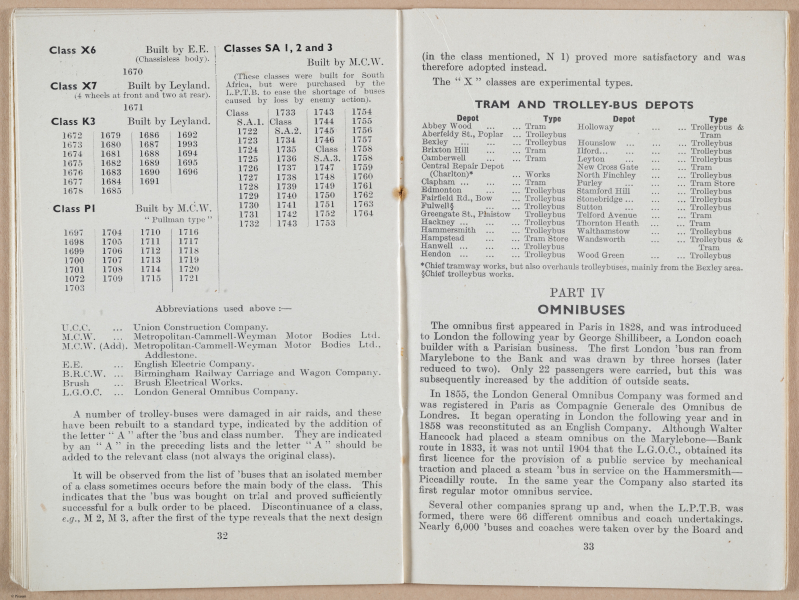 Class X6 Built by E.E.
(Chassisless body).
1670
Class X7 Built by Leyland.
(4 wheels at front and two at rear).
1671
Class K3 Built by Leyland.
1672 1679 1686 1692
1673 1680 1687 1993
1674 1681 1688 1694
1675 1682 1689 1695
1676 1683 1690 1696
1677 1684 1691
1678 1685
Class P1 Built by M.C.W.
"Pullman type"
1697 1704 1710 1716
1698 1705 1711 1717
1699 1706 1712 1718
1700 1707 1713 1719
1701 1708 1714 1720
1072 1709 1715 1721
1703
Classes SA 1, 2 and 3
Built by M.C.W.
(These classes were built for South
Africa, but were purchased by the
L.P.T.B. to ease the shortage of buses
caused by loss by enemy action).
Class 1733 1743 1754
S.A.1. Class 1744 1755
1722 S.A.2. 1745 1756
1723 1734 1746 1757
1724 1735 Class 1758
1725 1736 S.A.3. 1758
1726 1737 1747 1759
1727 1738 1748 1760
1728 1739 1749 1761
1729 1740 1750 1762
1730 1741 1751 1763
1731 1742 1752 1764
1732 1743 1753
Abbreviations used above :—
U.C.C. ... Union Construction Company.
M.C.W. ... Metropolitan-Cammell-Weyman Motor Bodies Ltd.
M.C.W. (Add). Metropolitan-Cammell-Weyman Motor Bodies Ltd.,
Addlestone.
E.E. ... English Electric Company.
B.R.C.W. ... Birmingham Railway Carriage and Wagon Company.
Brush ... Brush Electrical Works.
L.G.O.C. ... London General Omnibus Company.
A number of trolley-buses were damaged in air raids, and these
have been rebuilt to a standard type, indicated by the addition of
the letter "A" after the 'bus and class number. They are indicated
by an "A" in the preceding lists and the letter "A" should be
added to the relevant class (not always the original class).
It will be observed from the list of 'buses that an isolated member
of a class sometimes occurs before the main body of the class. This
indicates that the 'bus was bought on trial and proved sufficiently
successful for a bulk order to be placed. Discontinuance of a class,
e.g., M 2, M 3, after the first of the type reveals that the next design
32
(in the class mentioned, N 1) proved more satisfactory and was
therefore adopted instead.
The "X" classes are experimental types.
TRAM AND TROLLEY-BUS DEPOTS
Depot Type Depot Type
Abbey Wood ... ... Tram Holloway ... ... Trolleybus &
Aberfeldy St., Poplar ... Trolleybus Tram
Bexley ... ... ... Trolleybus Hounslow ... ... ... Trolleybus
Brixton Hill ... ... Tram Ilford... ... ... Trolleybus
Camberwell ... ... Tram Leyton ... ... ... Trolleybus
Central Repair Depot New Cross Gate ... ... Tram
(Charlton)* ... ... Works North Finchley ... ... Trolleybus
Clapham ... ... ... Tram Purley ... ... ... Tram Store
Edmonton ... ... Trolleybus Stamford Hill ... ... Trolleybus
Fairfield Rd., Bow ... Trolleybus Stonebridge ... ... ... Trolleybus
Fulwell§ ... ... Trolleybus Sutton ... ... ... Trolleybus
Greengate St., Plaistow Trolleybus Telford Avenue ... ... Tram
Hackney ... ... ... Trolleybus Thornton Heath ... ... Tram
Hammersmith ... ... Trolleybus Walthamstow ... ... Trolleybus
Hampstead ... ... Tram Store Wandsworth ... ... Trolleybus &
Hanwell ... ... ... Trolleybus Tram
Hendon ... ... ... Trolleybus Wood Green ... ... Trolleybus
*Chief tramway works, but also overhauls trolleybuses, mainly from the Bexley area.
§Chief trolleybus works.
PART IV
OMNIBUSES
The omnibus first appeared in Paris in 1828, and was introduced
to London the following year by George Shillibeer, a London coach
builder with a Parisian business. The first London 'bus ran from
Marylebone to the Bank and was drawn by three horses (later
reduced to two). Only 22 passengers were carried, but this was
subsequently increased by the addition of outside seats.
In 1855, the London General Omnibus Company was formed and
was registered in Paris as Compagnie Generale des Omnibus de
Londres. It began operating in London the following year and in
1858 was reconstituted as an English Company. Although Walter
Hancock had placed a steam omnibus on the Marylebone—Bank
route in 1833, it was not until 1904 that the L.G.O.C., obtained its
first licence for the provision of a public service by mechanical
traction and placed a steam 'bus in service on the Hammersmith—
Piccadilly route. In the same year the Company also started its
first regular motor omnibus service.
Several other companies sprang up and, when the L.P.T.B. was
formed, there were 66 different omnibus and coach undertakings.
Nearly 6,000 'buses and coaches were taken over by the Board and
33